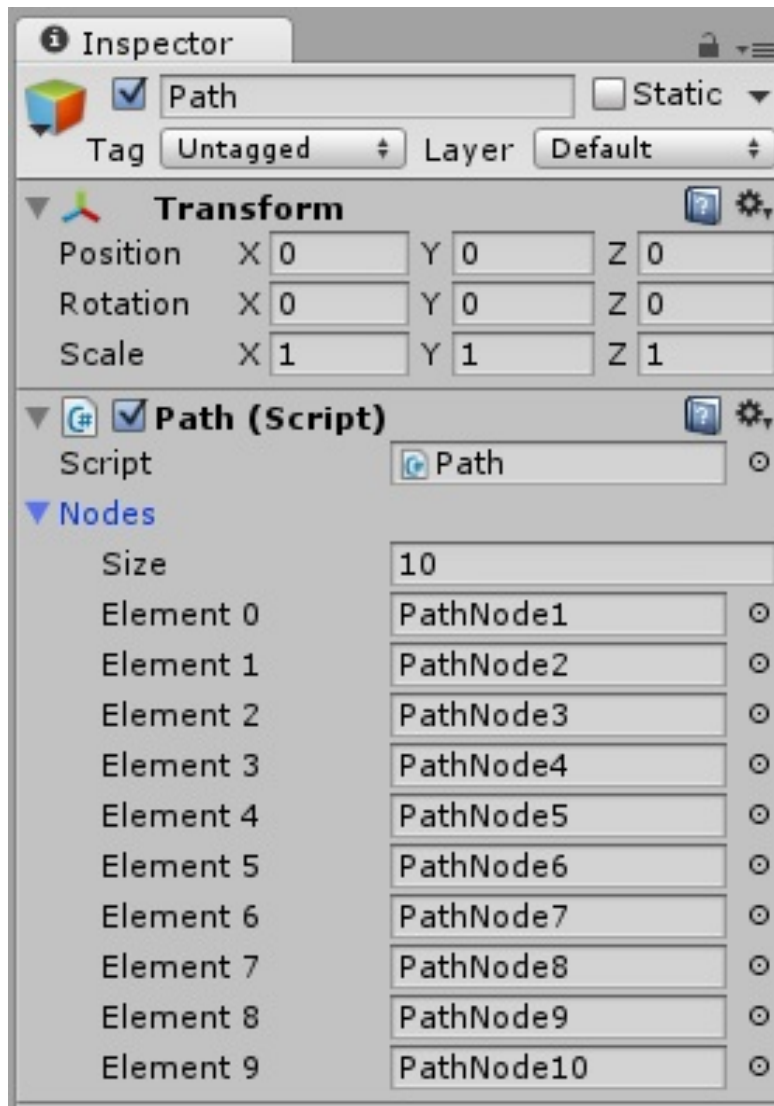 Inspector
Path Static
Tag Untagged Layer Default
Transform
Position X 0 Y 0 Z 0
Rotation X 0 Y 0 Z 0
Scale X 1 Y 1 Z 1
C# Path (Script)
Script C# Path
Nodes
Size 10
Element 0 PathNode1
Element 1 PathNode2
Element 2 PathNode3
Element 3 PathNode4
Element 4 PathNode5
Element 5 PathNode6
Element 6 PathNode7
Element 7 PathNode8
Element 8 PathNode9
Element 9 PathNode10